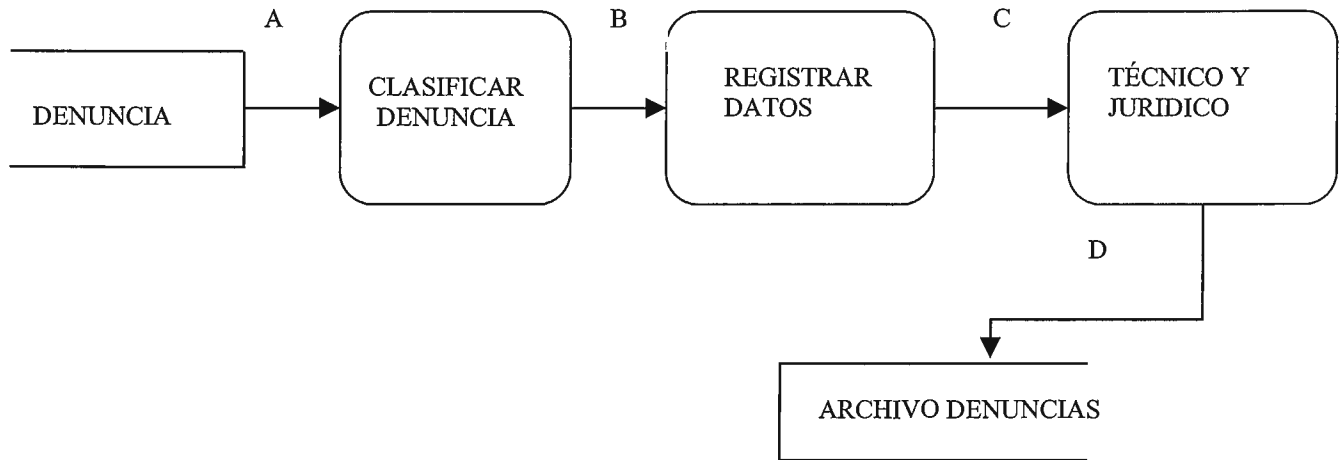 A
B
C
DENUNCIA
CLASIFICAR
DENUNCIA
REGISTRAR
DATOS
TÉCNICO Y
JURIDICO
D
ARCHIVO DENUNCIAS